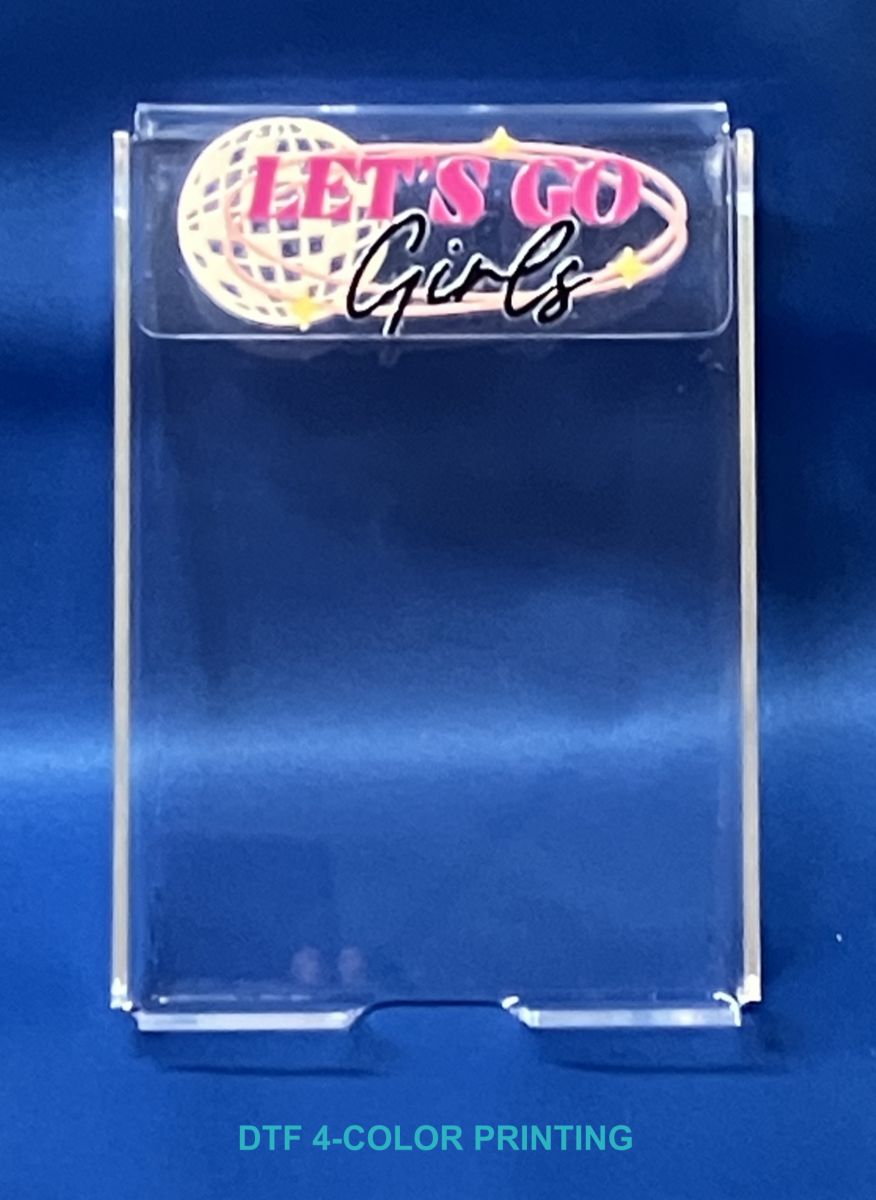 LET'S GO
Girls
DTF 4-COLOR PRINTING